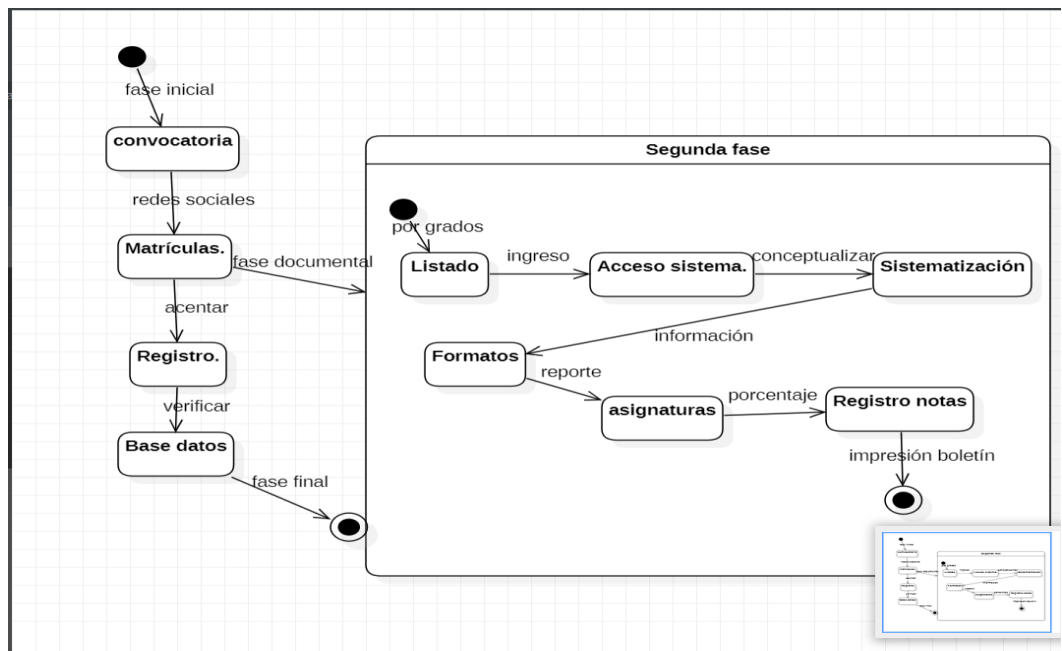 fase inicial
convocatoria
redes sociales
Matrículas.
fase documental
acentar
Registro.
verificar
Base datos
fase final
Segunda fase
por grados
Listado
ingreso
Acceso sistema.
conceptualizar
Sistematización
información
Formatos
reporte
asignaturas
porcentaje
Registro notas
impresión boletín